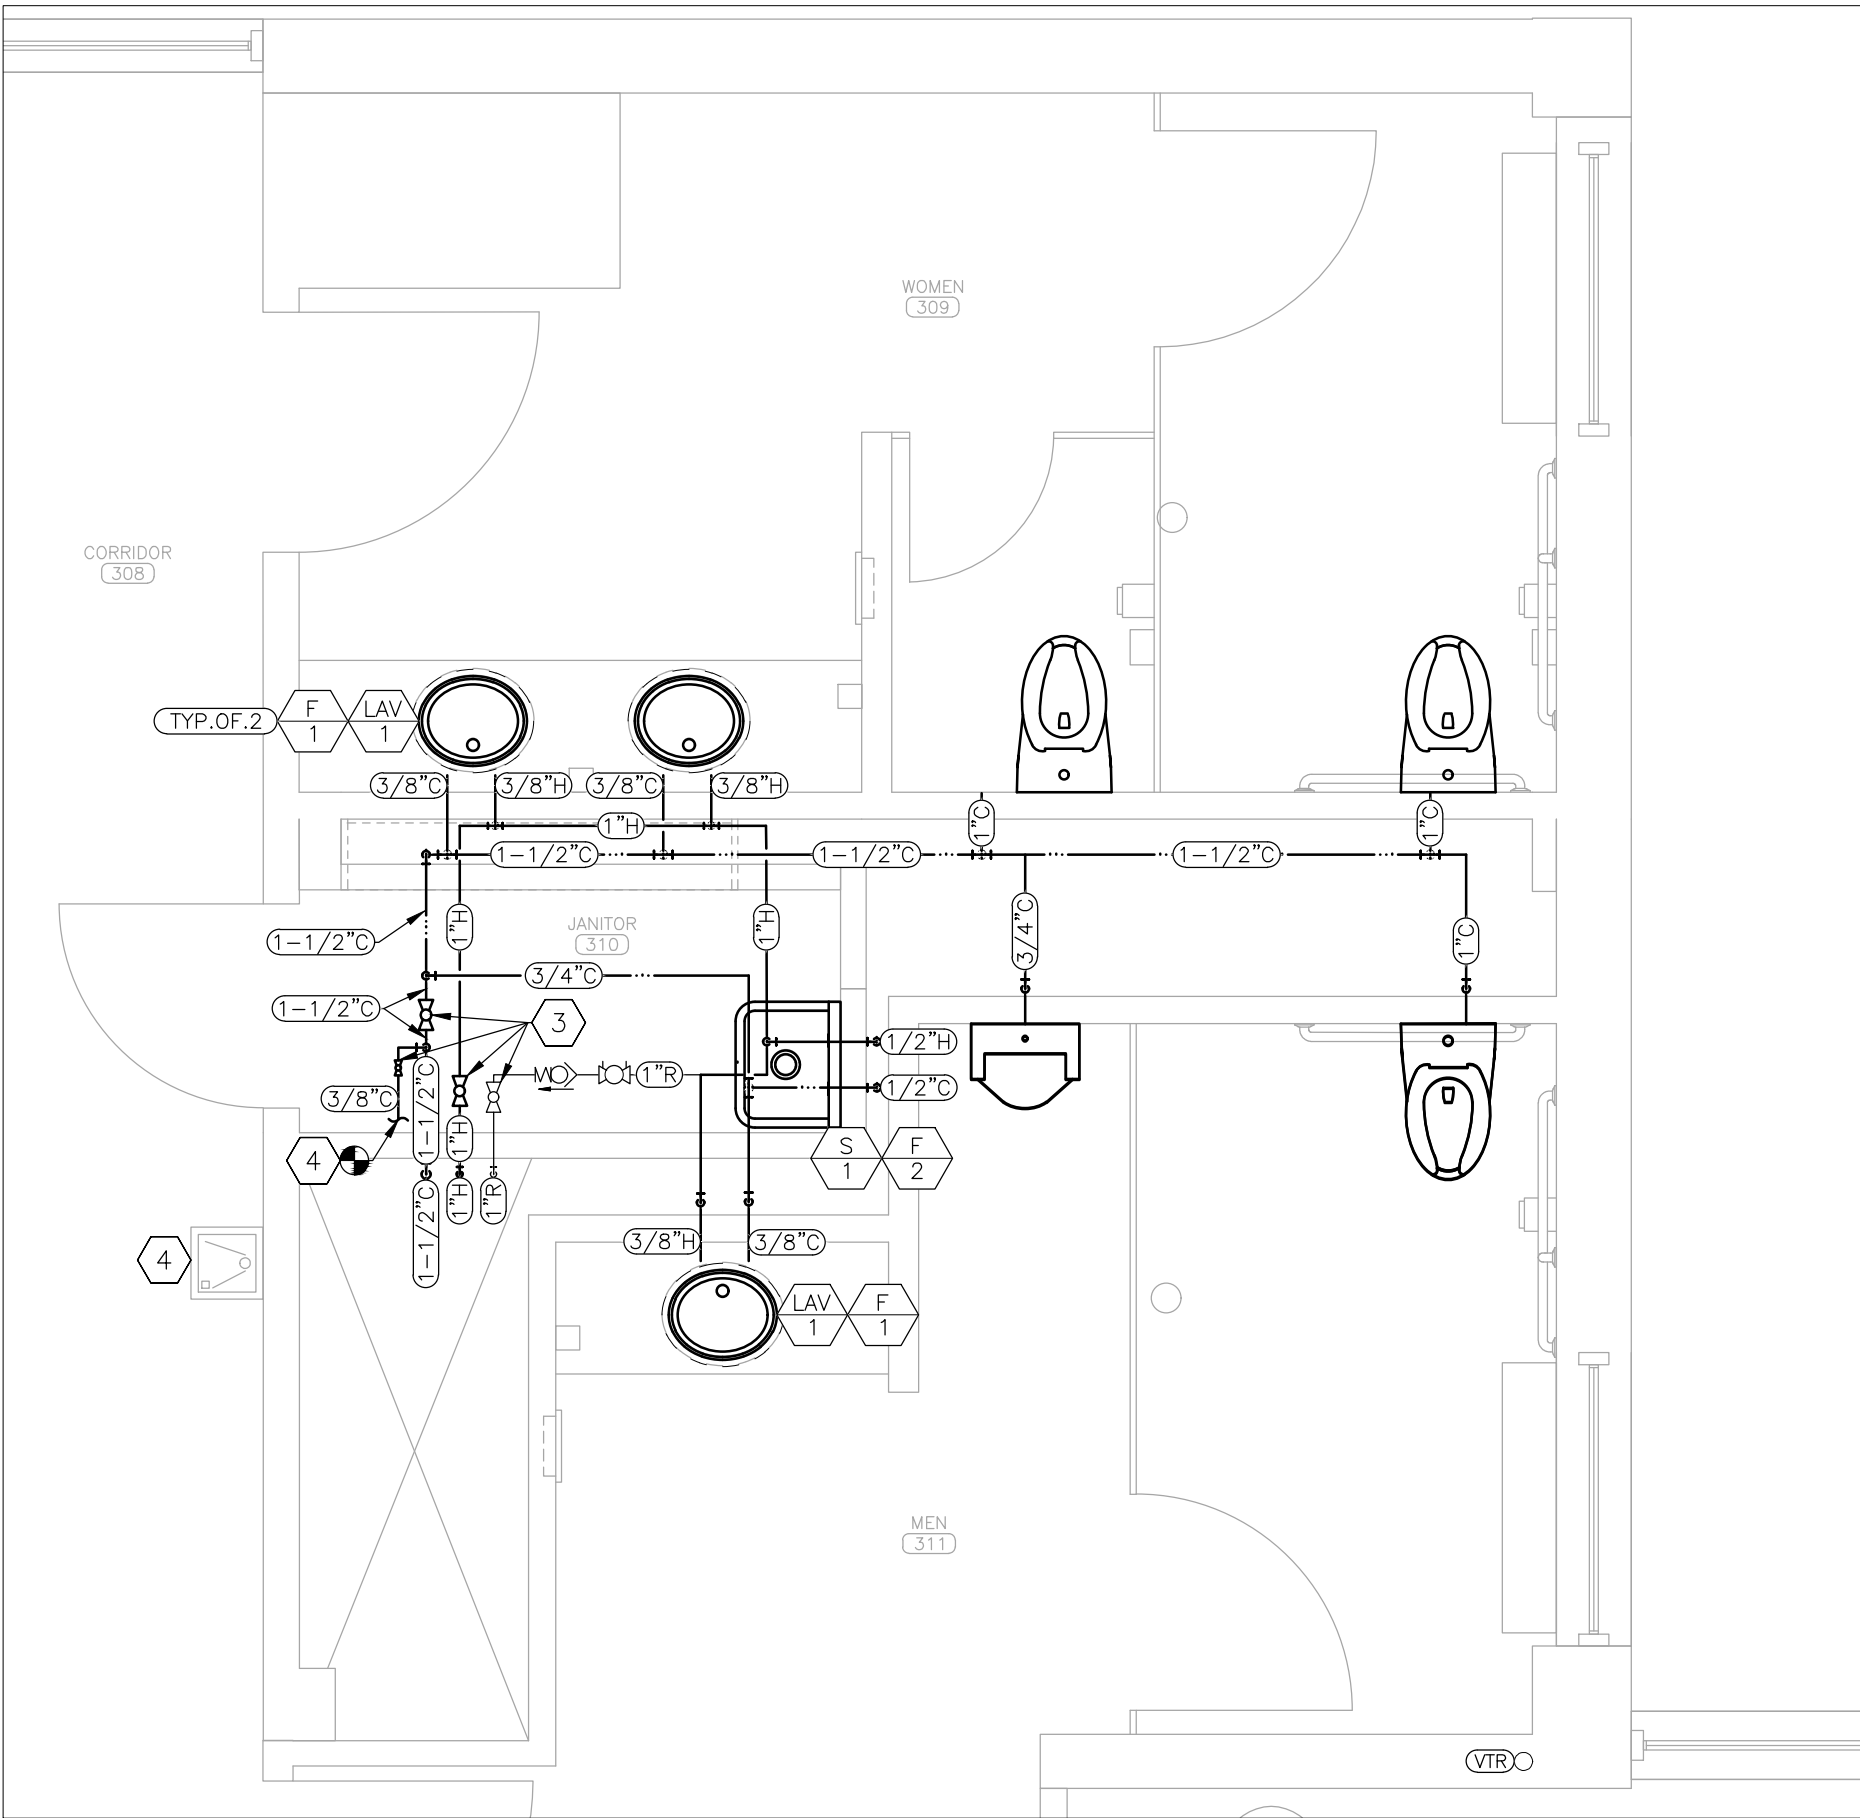 WOMEN
309
CORRIDOR
308
TYP.OF.2
F
1
LAV
1
3/8"C
3/8"H
3/8"C
3/8"H
1"H
1"C
1"C
1-1/2"C
1-1/2"C
1-1/2"C
1"H
1"H
3/4"C
1"C
JANITOR
310
1-1/2"C
3/4"C
1-1/2"C
3
1/2"H
1"R
1/2"C
3/8"C
1-1/2"C
1"H
4
S
1
F
2
1-1/2"C
1"H
1"R
3/8"H
3/8"C
4
LAV
1
F
1
MEN
311
VTR